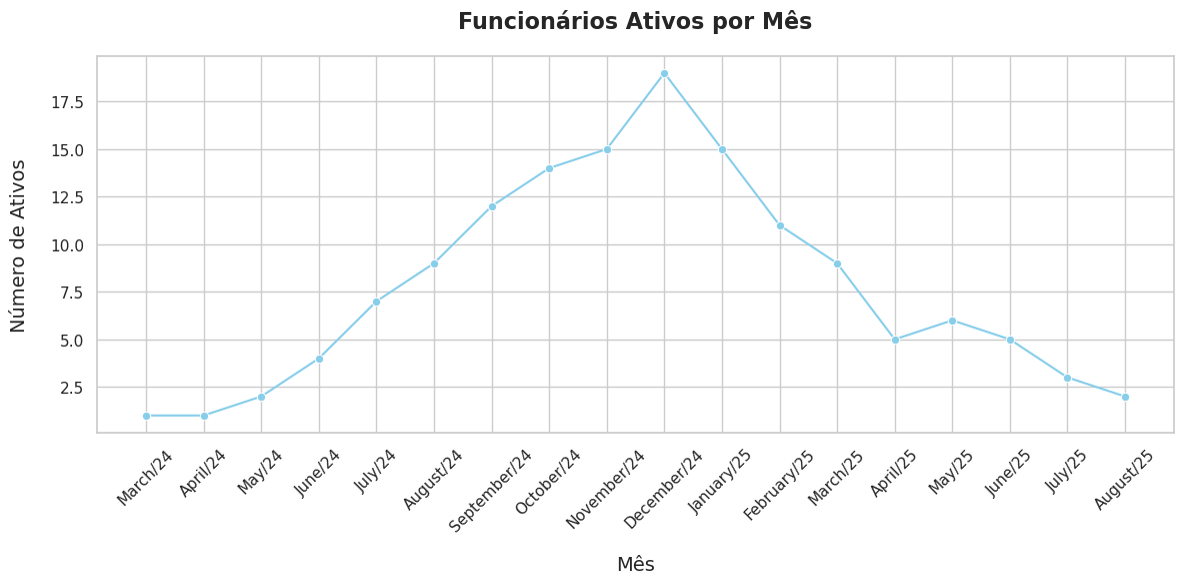 Funcionários Ativos por Mês
Número de Ativos
17.5
15.0
12.5
10.0
7.5
5.0
2.5
March/24
April/24
May/24
June/24
July/24
August/24
September/24
October/24
November/24
December/24
January/25
February/25
March/25
April/25
May/25
June/25
July/25
August/25
Mês